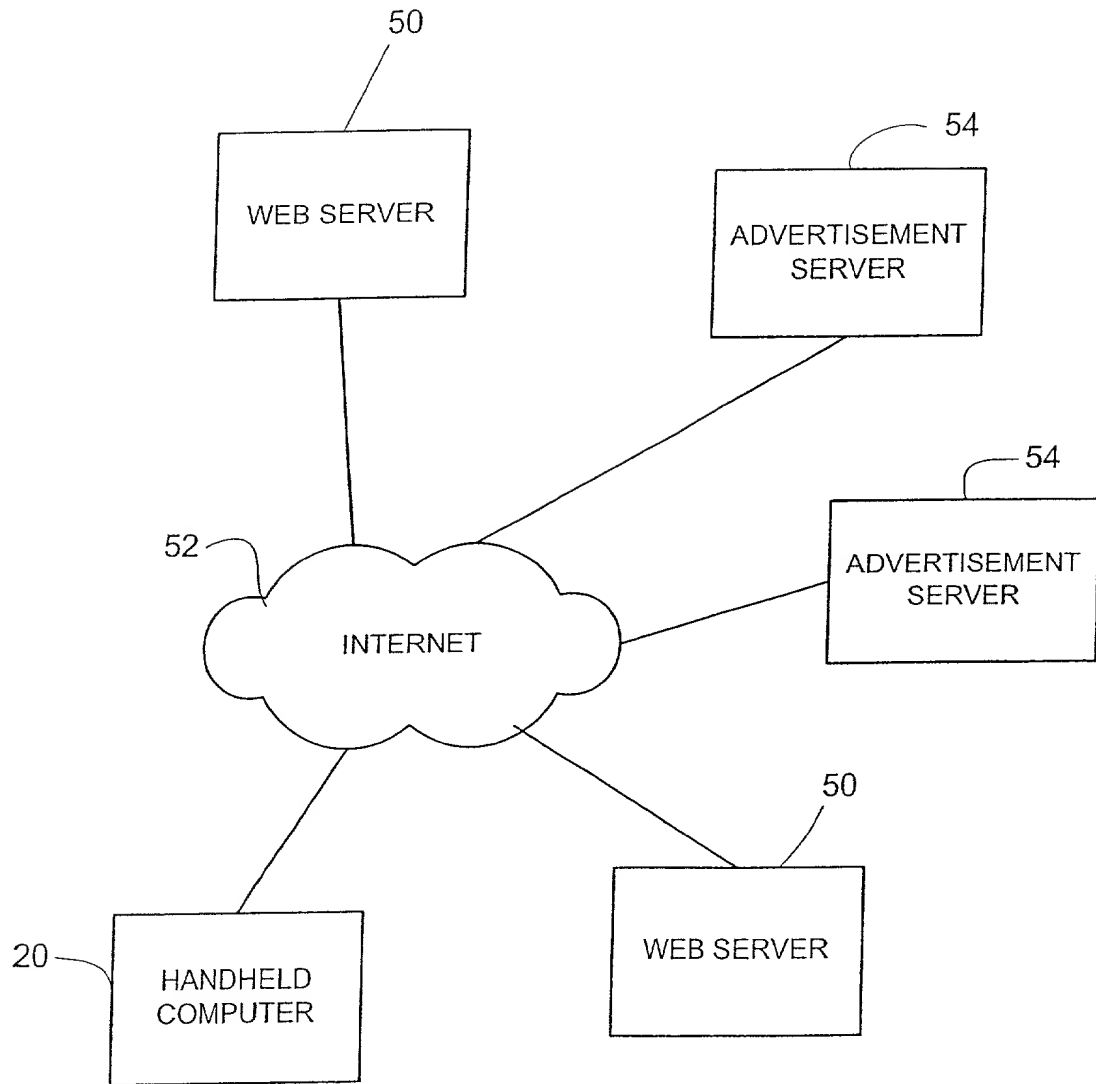 50
WEB SERVER
54
ADVERTISEMENT
SERVER
54
ADVERTISEMENT
SERVER
52
INTERNET
50
WEB SERVER
20
HANDHELD
COMPUTER